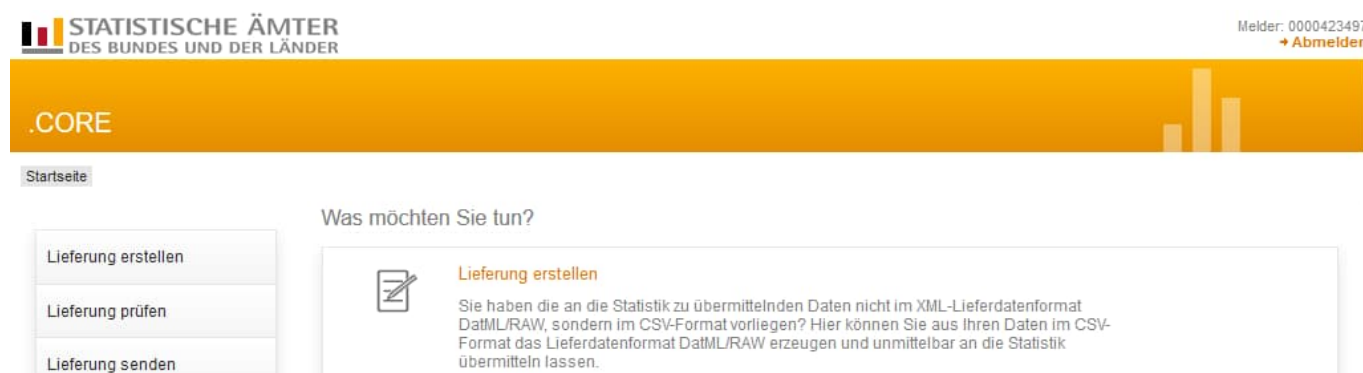 STATISTISCHE ÄMTER
DES BUNDES UND DER LÄNDER
Melder: 0000423497
Abmelden
.CORE
Startseite
Was möchten Sie tun?
Lieferung erstellen
Lieferung prüfen
Lieferung senden
Lieferung erstellen
Sie haben die an die Statistik zu übermittelnden Daten nicht im XML-Lieferdatenformat
DatML/RAW, sondern im CSV-Format vorliegen? Hier können Sie aus Ihren Daten im CSV-
Format das Lieferdatenformat DatML/RAW erzeugen und unmittelbar an die Statistik
übermitteln lassen.